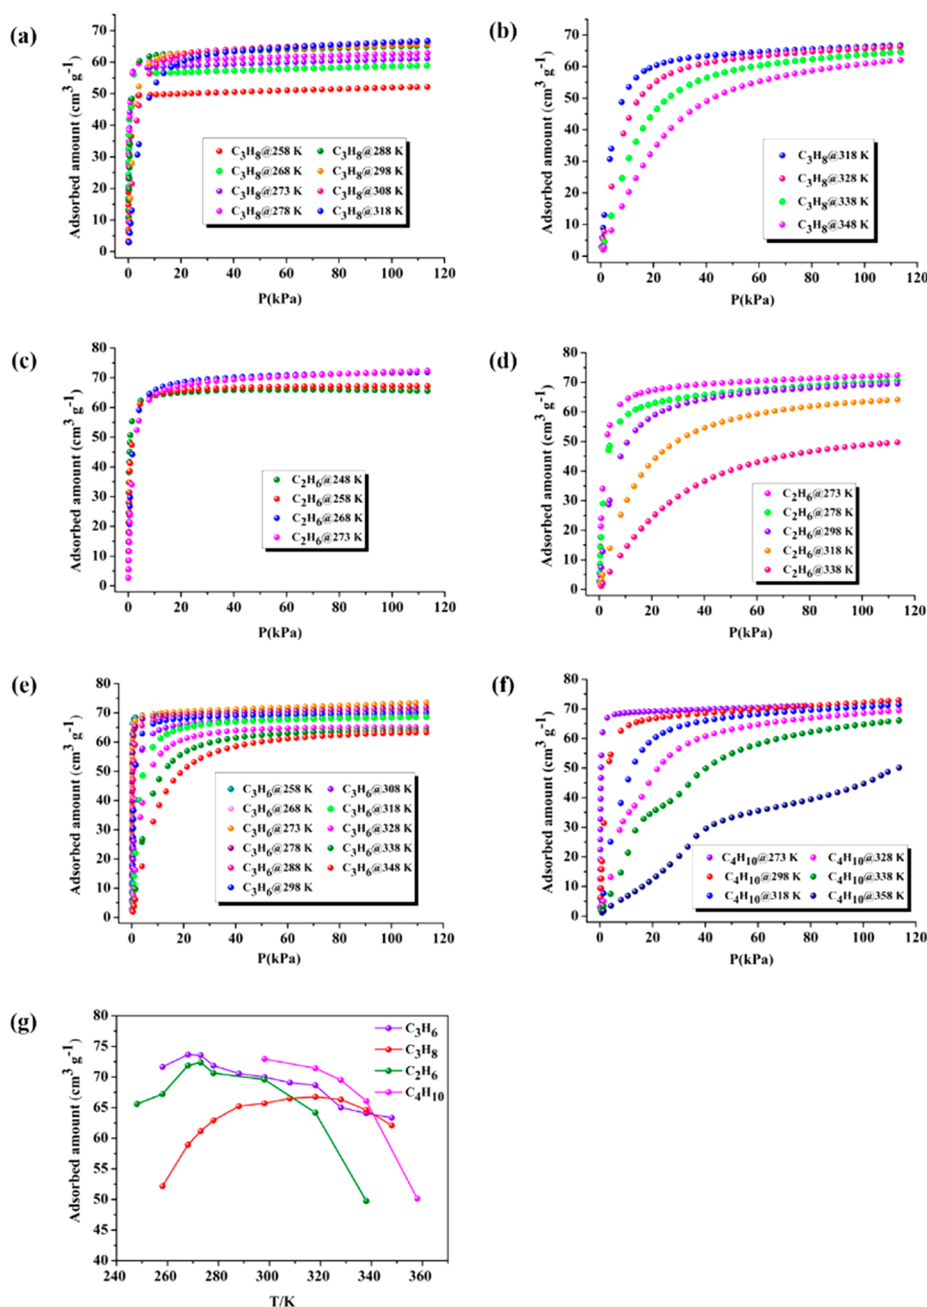 (a)
Adsorbed amount (cm³ g⁻¹)
70
60
50
40
30
20
10
0
C₃H₈@258 K
C₃H₈@288 K
C₃H₈@268 K
C₃H₈@298 K
C₃H₈@273 K
C₃H₈@308 K
C₃H₈@278 K
C₃H₈@318 K
0 20 40 60 80 100 120
P(kPa)
(b)
Adsorbed amount (cm³ g⁻¹)
70
60
50
40
30
20
10
0
C₃H₈@318 K
C₃H₈@328 K
C₃H₈@338 K
C₃H₈@348 K
0 20 40 60 80 100 120
P(kPa)
(c)
Adsorbed amount (cm³ g⁻¹)
80
70
60
50
40
30
20
10
0
C₂H₆@248 K
C₂H₆@258 K
C₂H₆@268 K
C₂H₆@273 K
0 20 40 60 80 100 120
P(kPa)
(d)
Adsorbed amount (cm³ g⁻¹)
80
70
60
50
40
30
20
10
0
C₂H₆@273 K
C₂H₆@278 K
C₂H₆@298 K
C₂H₆@318 K
C₂H₆@338 K
0 20 40 60 80 100 120
P(kPa)
(e)
Adsorbed amount (cm³ g⁻¹)
80
70
60
50
40
30
20
10
0
C₃H₆@258 K
C₃H₆@308 K
C₃H₆@268 K
C₃H₆@318 K
C₃H₆@273 K
C₃H₆@328 K
C₃H₆@278 K
C₃H₆@338 K
C₃H₆@288 K
C₃H₆@348 K
C₃H₆@298 K
0 20 40 60 80 100 120
P(kPa)
(f)
Adsorbed amount (cm³ g⁻¹)
80
70
60
50
40
30
20
10
0
C₄H₁₀@273 K
C₄H₁₀@328 K
C₄H₁₀@298 K
C₄H₁₀@338 K
C₄H₁₀@318 K
C₄H₁₀@358 K
0 20 40 60 80 100 120
P(kPa)
(g)
Adsorbed amount (cm³ g⁻¹)
80
75
70
65
60
55
50
45
40
C₃H₆
C₃H₈
C₂H₆
C₄H₁₀
240 260 280 300 320 340 360
T/K